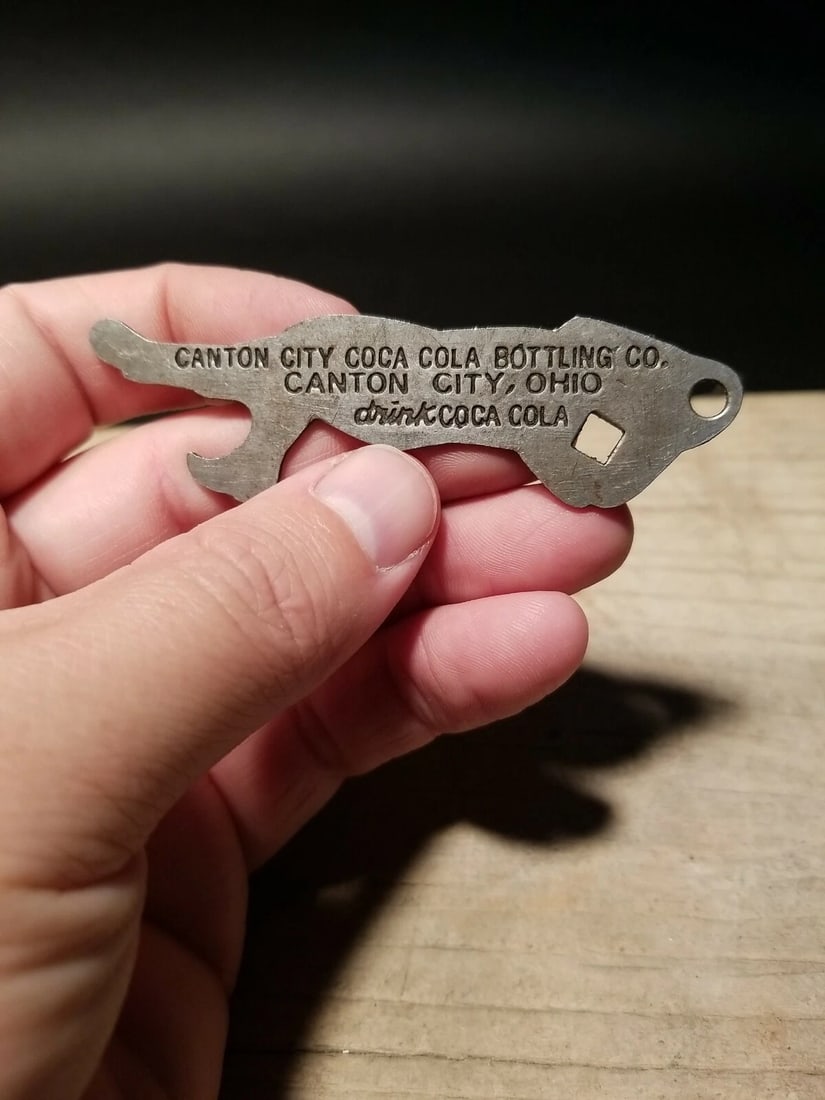 CANTON CITY COCA COLA BOTTLING CO.
CANTON CITY, OHIO
drink COCA COLA